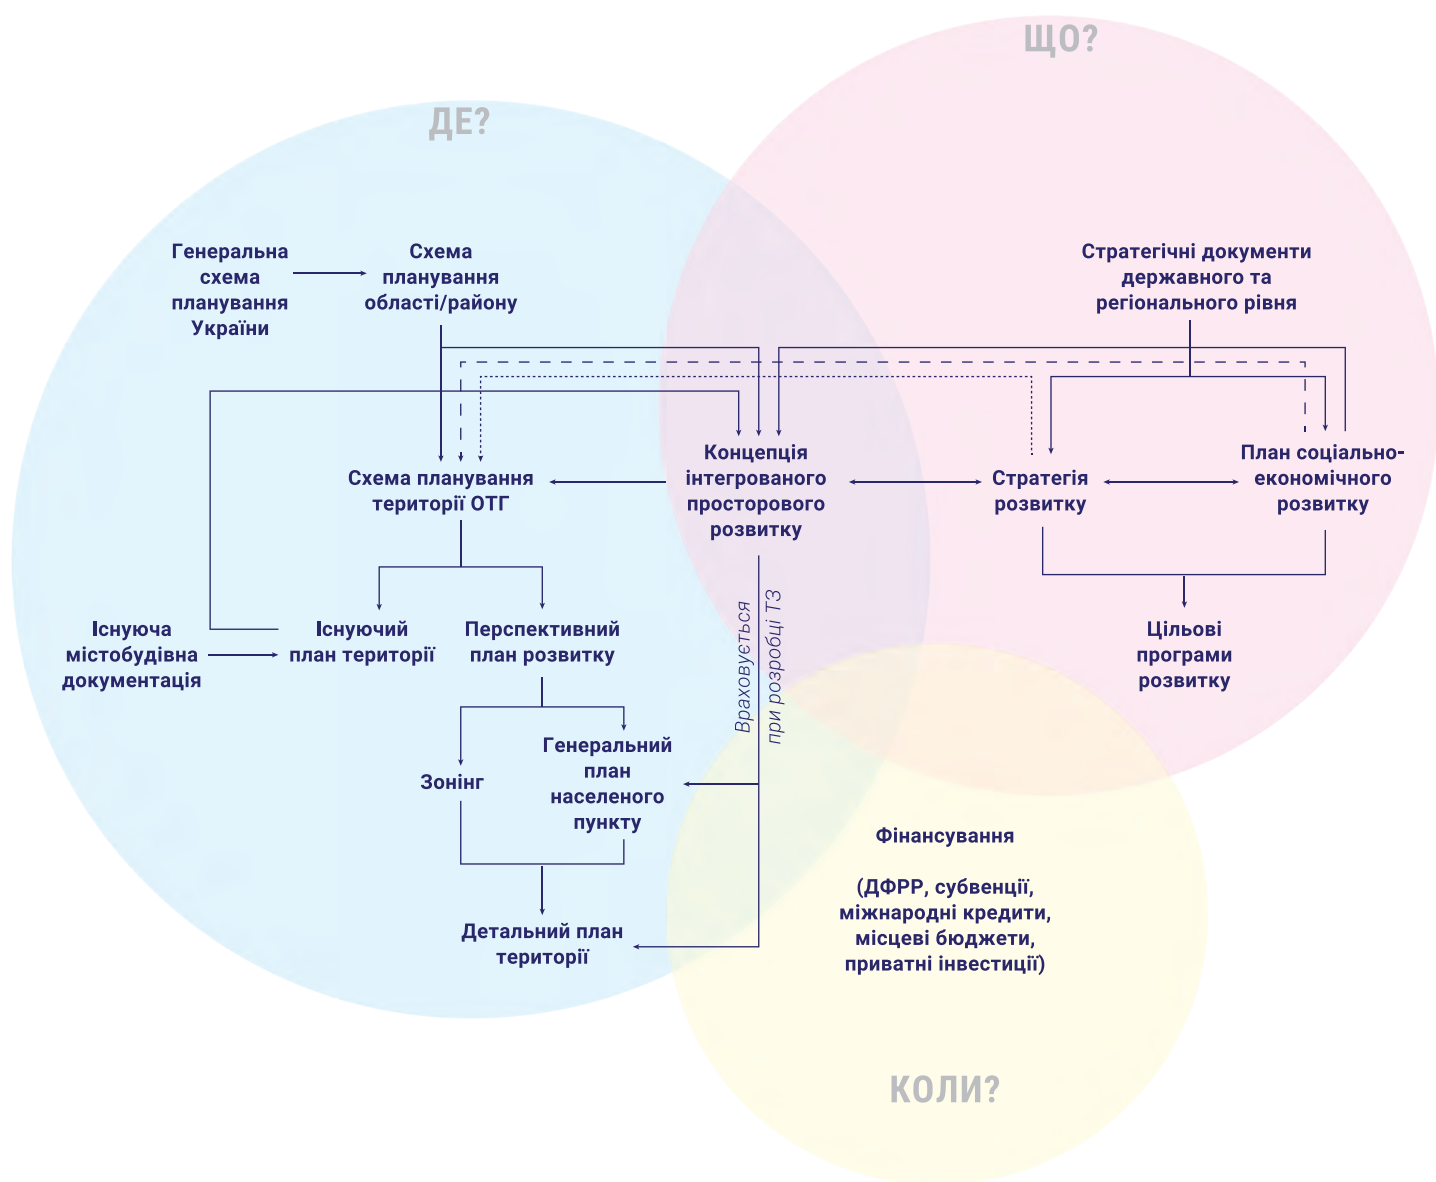 ЩО?
ДЕ?
Генеральна
схема
планування
України
Схема
планування
області/району
Стратегічні документи
державного та
регіонального рівня
Схема планування
території ОТГ
Концепція
інтегрованого
просторового
розвитку
Стратегія
розвитку
План соціально-
економічного
розвитку
Існуюча
містобудівна
документація
Існуючий
план території
Перспективний
план розвитку
Враховується
при розробці ТЗ
Цільові
програми
розвитку
Зонінг
Генеральний
план
населеного
пункту
Детальний план
території
Фінансування
(ДФРР, субвенції,
міжнародні кредити,
місцеві бюджети,
приватні інвестиції)
КОЛИ?